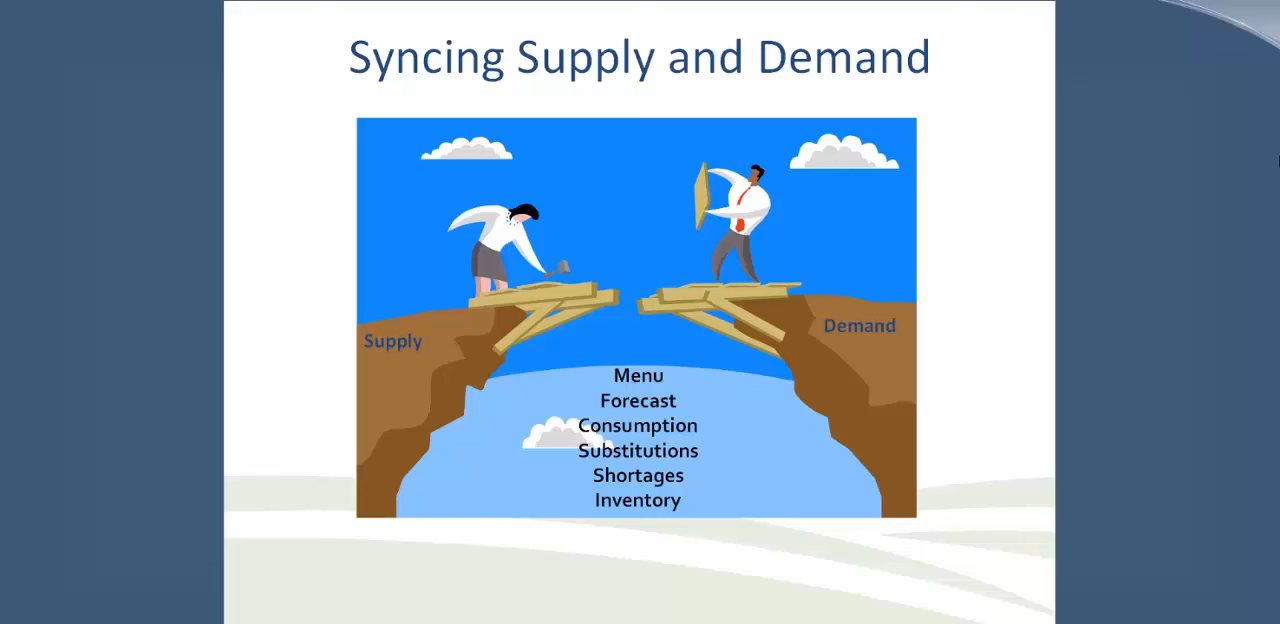 Syncing Supply and Demand
Supply
Demand
Menu
Forecast
Consumption
Substitutions
Shortages
Inventory